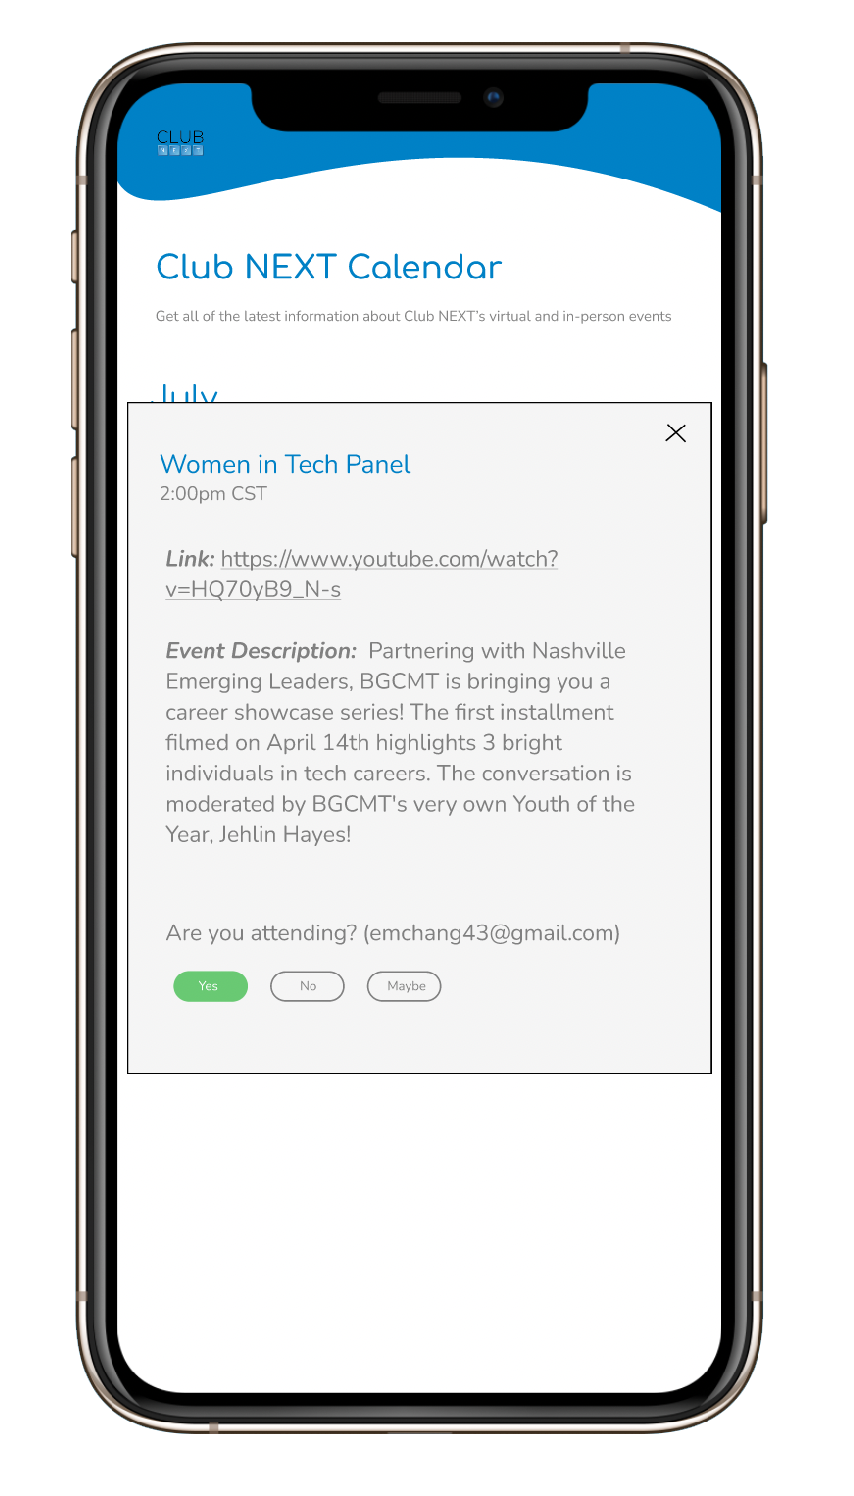 CLUB
NEXT
Club NEXT Calendar
Get all of the latest information about Club NEXT's virtual and in-person events
July
Women in Tech Panel
2:00pm CST
Link: https://www.youtube.com/watch?
v=HQ70yB9_N-s
Event Description: Partnering with Nashville
Emerging Leaders, BGCMT is bringing you a
career showcase series! The first installment
filmed on April 14th highlights 3 bright
individuals in tech careers. The conversation is
moderated by BGCMT's very own Youth of the
Year, Jehlin Hayes!
Are you attending? (emchang43@gmail.com)
Yes No Maybe